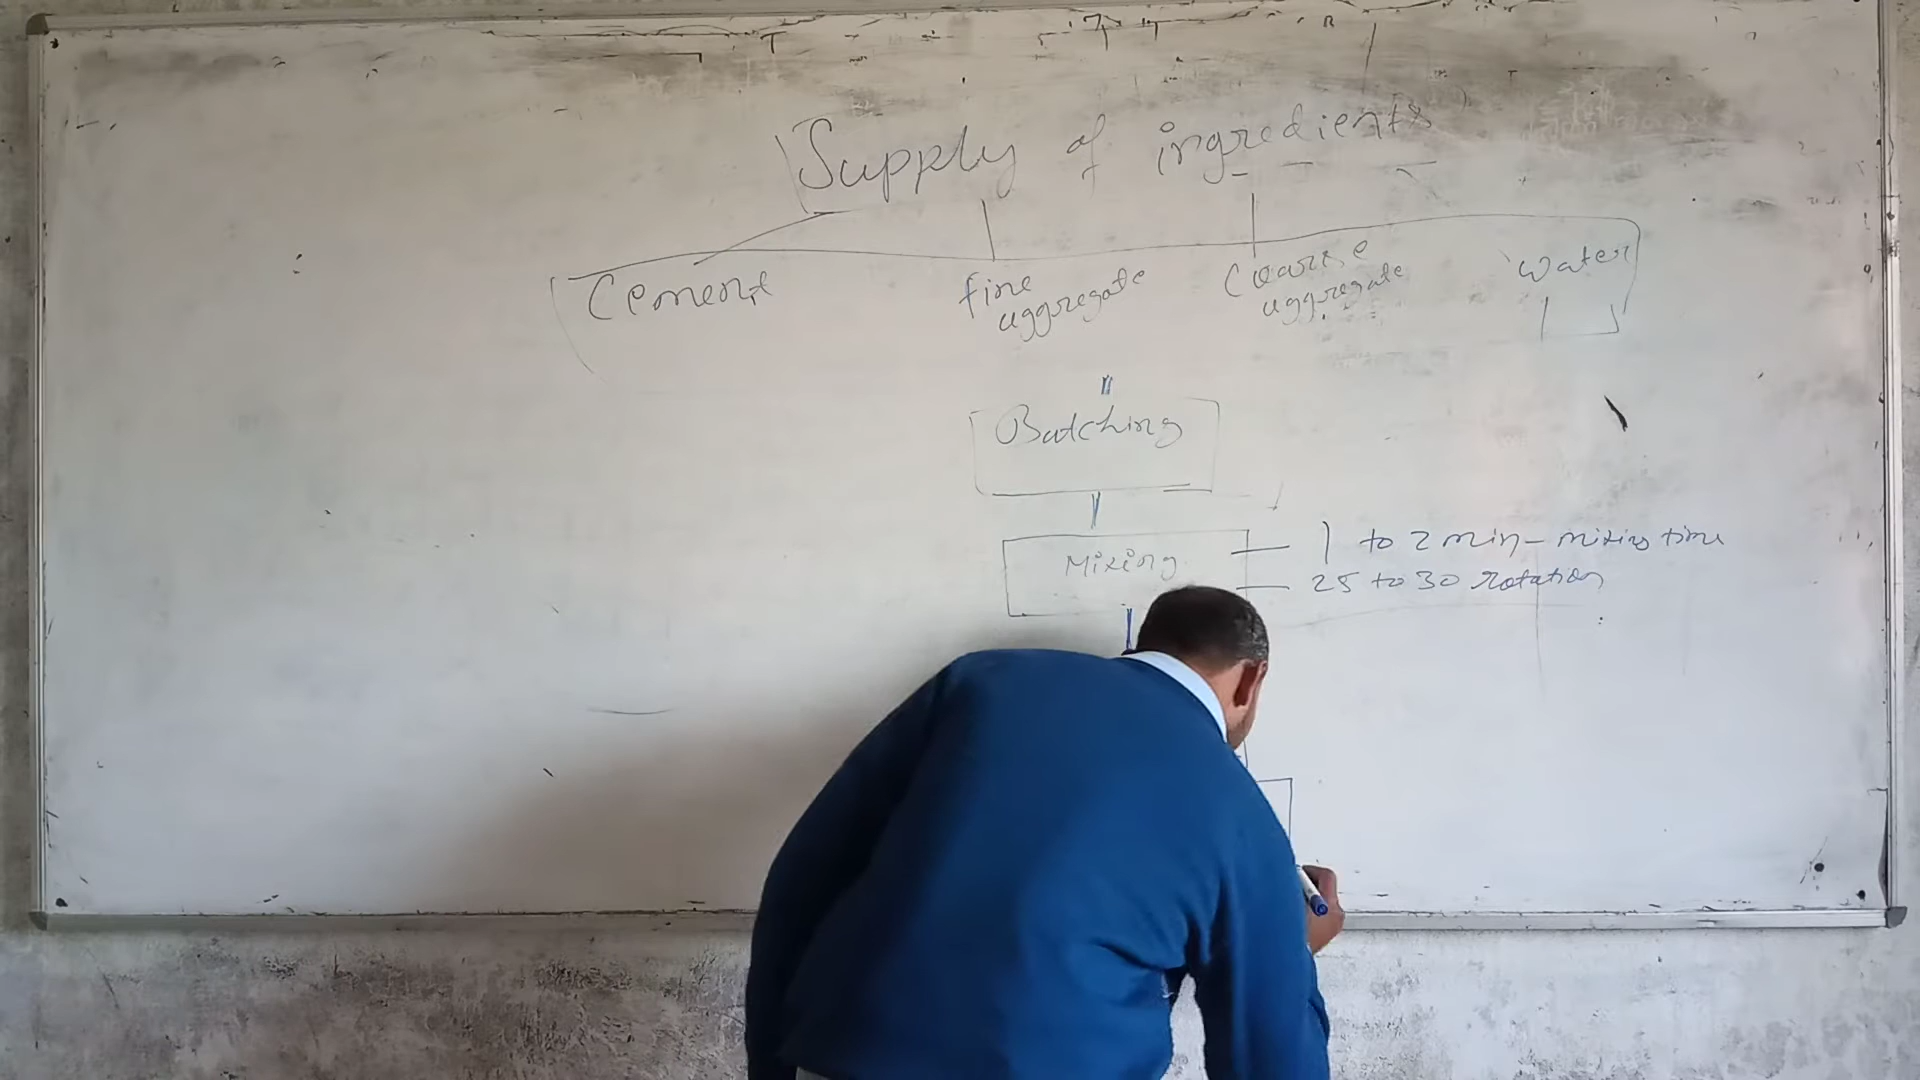 Supply of ingredients
Cement
fine
aggregate
Coarse
aggregate
water
Batching
Mixing
1 to 2 min - mixing time
25 to 30 rotation